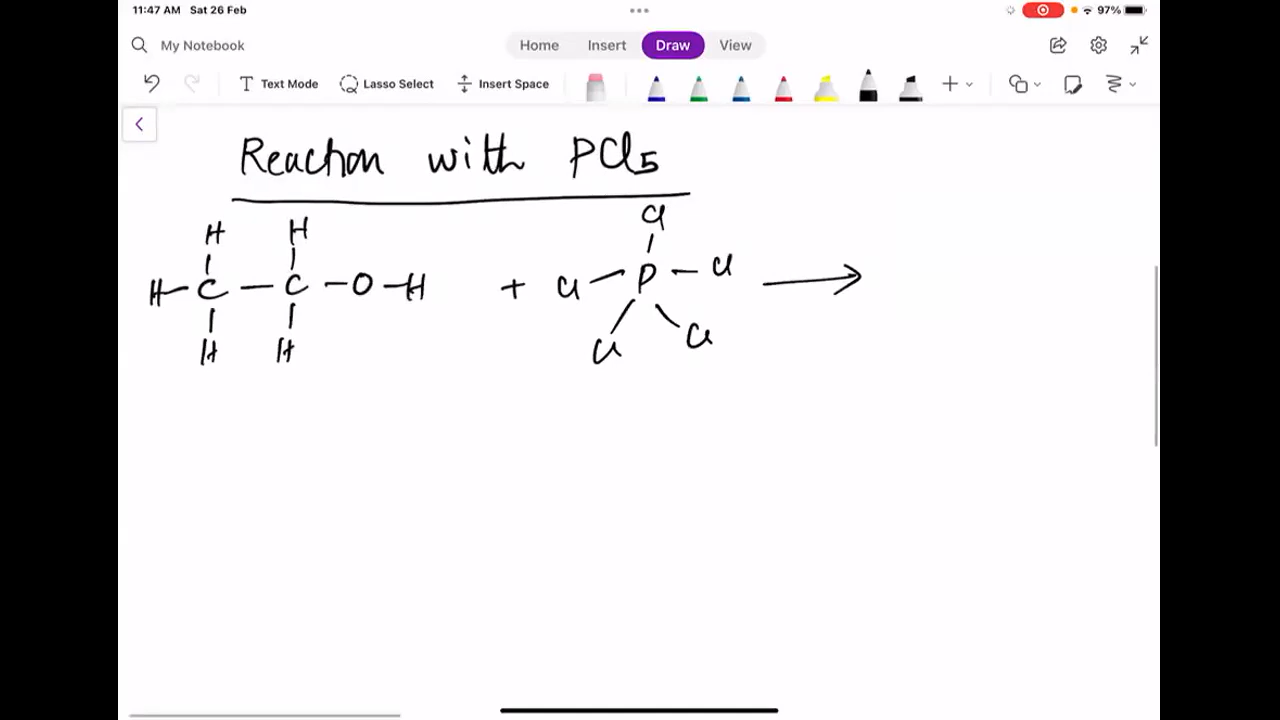 11:47 AM Sat 26 Feb
97%
My Notebook
Home Insert Draw View
Text Mode Lasso Select Insert Space
Reaction with PCl5
H H Cl
H-C-C-O-H + Cl-P-Cl →
H H Cl Cl